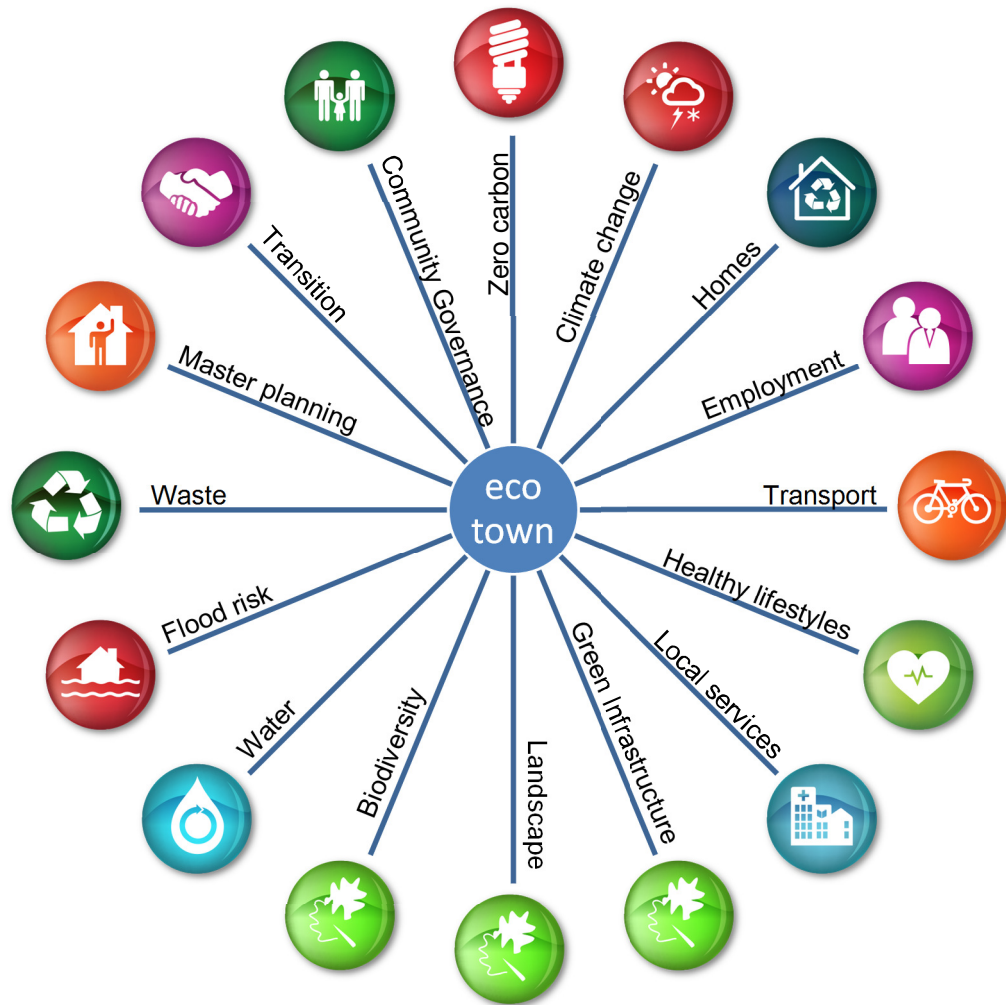 Zero carbon
Climate change
Homes
Employment
Transport
Healthy lifestyles
Local services
Green Infrastructure
Landscape
Biodiversity
Water
Flood risk
Waste
Master planning
Transition
Community Governance
eco
town